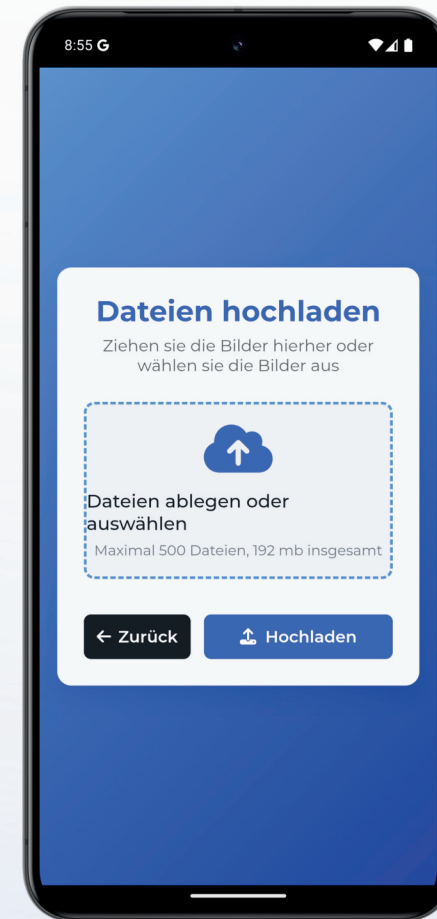 8:55 G
Dateien hochladen
Ziehen sie die Bilder hierher oder
wählen sie die Bilder aus
Dateien ablegen oder
auswählen
Maximal 500 Dateien, 192 mb insgesamt
← Zurück
Hochladen